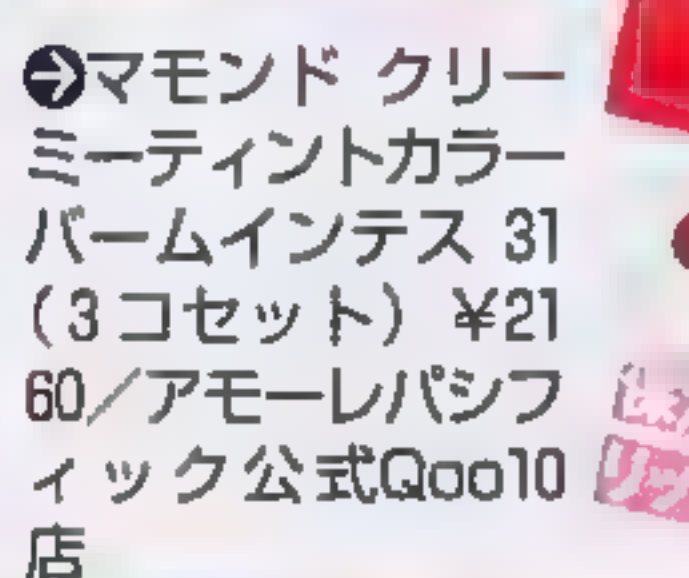 ➔マモンド クリー
ミーティントカラー
バームインテス 31
(3コセット) ¥21
60/アモーレパシフ
ィック公式Qoo10
店
リッ